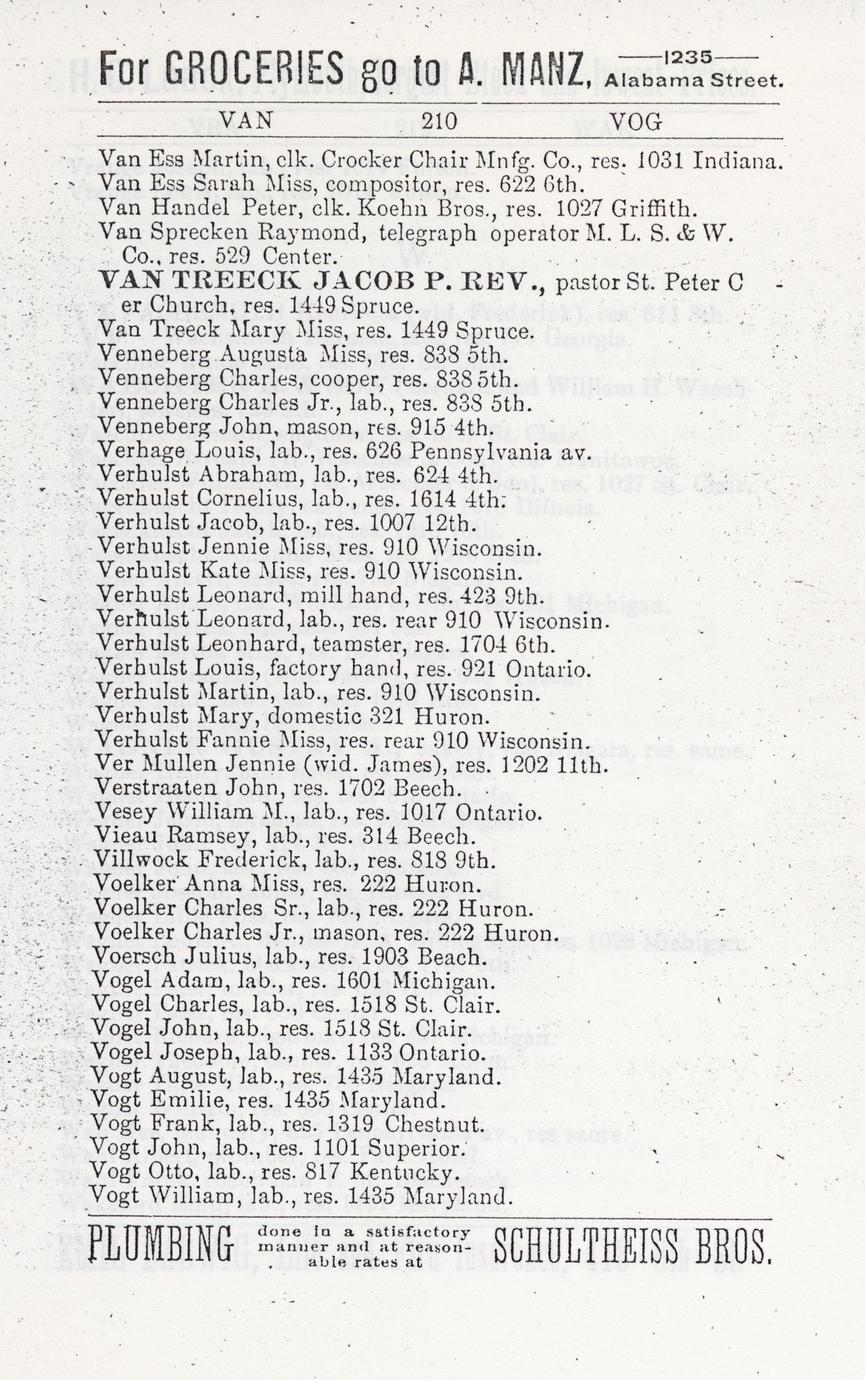 For GROCERIES go to A. MANZ, 1235 Alabama Street.
VAN 210 VOG
Van Ess Martin, clk. Crocker Chair Mnfg. Co., res. 1031 Indiana.
Van Ess Sarah Miss, compositor, res. 622 6th.
Van Handel Peter, clk. Koehn Bros., res. 1027 Griffith.
Van Sprecken Raymond, telegraph operator M. L. S. & W.
Co., res. 529 Center.
VAN TREECK JACOB P. REV., pastor St. Peter C -
er Church, res. 1449 Spruce.
Van Treeck Mary Miss, res. 1449 Spruce.
Venneberg Augusta Miss, res. 838 5th.
Venneberg Charles, cooper, res. 838 5th.
Venneberg Charles Jr., lab., res. 838 5th.
Venneberg John, mason, res. 915 4th.
Verhage Louis, lab., res. 626 Pennsylvania av.
Verhulst Abraham, lab., res. 624 4th.
Verhulst Cornelius, lab., res. 1614 4th.
Verhulst Jacob, lab., res. 1007 12th.
Verhulst Jennie Miss, res. 910 Wisconsin.
Verhulst Kate Miss, res. 910 Wisconsin.
Verhulst Leonard, mill hand, res. 423 9th.
Verhulst Leonard, lab., res. rear 910 Wisconsin.
Verhulst Leonhard, teamster, res. 1704 6th.
Verhulst Louis, factory hand, res. 921 Ontario.
Verhulst Martin, lab., res. 910 Wisconsin.
Verhulst Mary, domestic 321 Huron.
Verhulst Fannie Miss, res. rear 910 Wisconsin.
Ver Mullen Jennie (wid. James), res. 1202 11th.
Verstraaten John, res. 1702 Beech.
Vesey William M., lab., res. 1017 Ontario.
Vieau Ramsey, lab., res. 314 Beech.
Villwock Frederick, lab., res. 818 9th.
Voelker Anna Miss, res. 222 Huron.
Voelker Charles Sr., lab., res. 222 Huron.
Voelker Charles Jr., mason, res. 222 Huron.
Voersch Julius, lab., res. 1903 Beach.
Vogel Adam, lab., res. 1601 Michigan.
Vogel Charles, lab., res. 1518 St. Clair.
Vogel John, lab., res. 1518 St. Clair.
Vogel Joseph, lab., res. 1133 Ontario.
Vogt August, lab., res. 1435 Maryland.
Vogt Emilie, res. 1435 Maryland.
Vogt Frank, lab., res. 1319 Chestnut.
Vogt John, lab., res. 1101 Superior.
Vogt Otto, lab., res. 817 Kentucky.
Vogt William, lab., res. 1435 Maryland.
PLUMBING done in a satisfactory manner and at reason-able rates at SCHULTHEISS BROS.